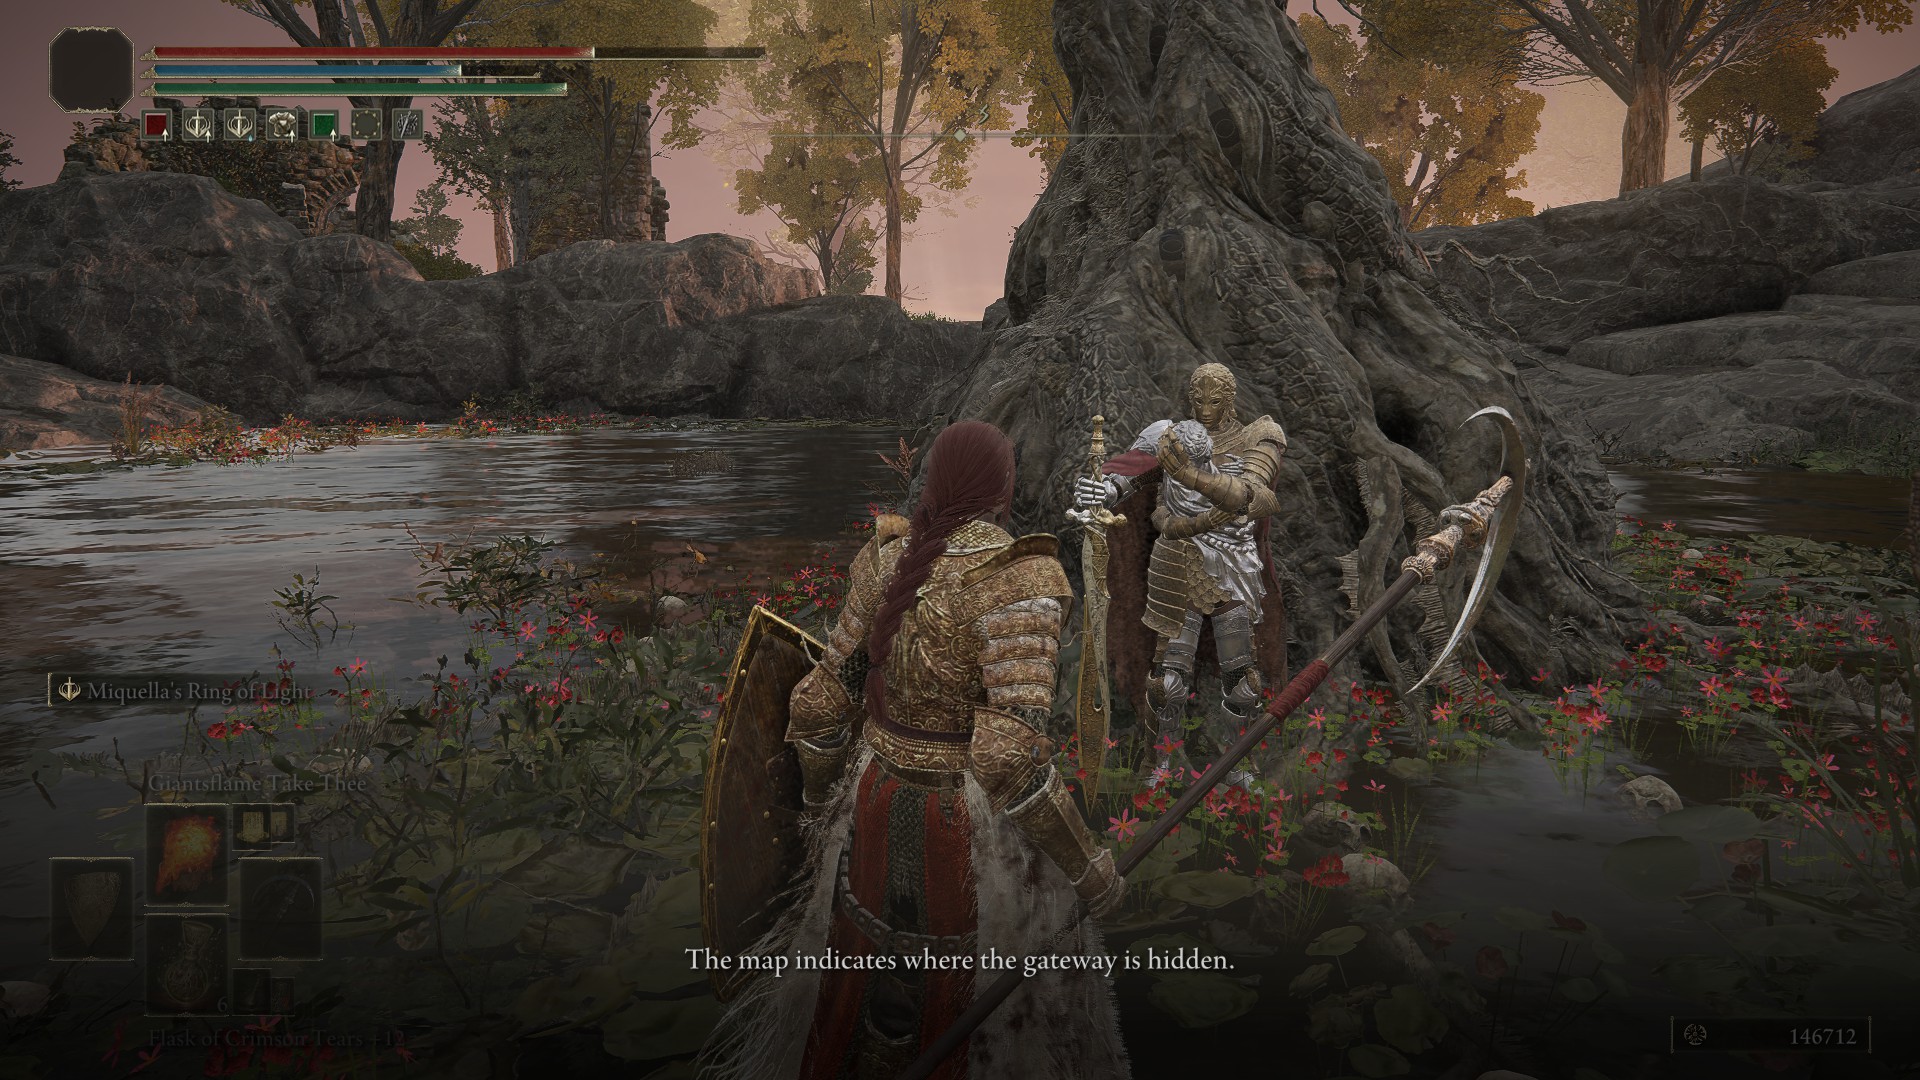 Miquella's Ring of Light
Giantsflame Take Thee
6
Flask of Crimson Tears +12
The map indicates where the gateway is hidden.
146712